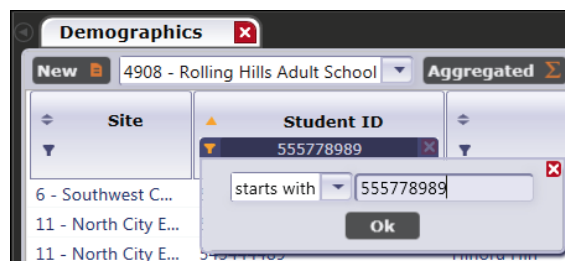 Demographics
New 4908 - Rolling Hills Adult School Aggregated Σ
Site Student ID
555778989
6 - Southwest C... starts with 555778989
11 - North City E... Ok
11 - North City E...